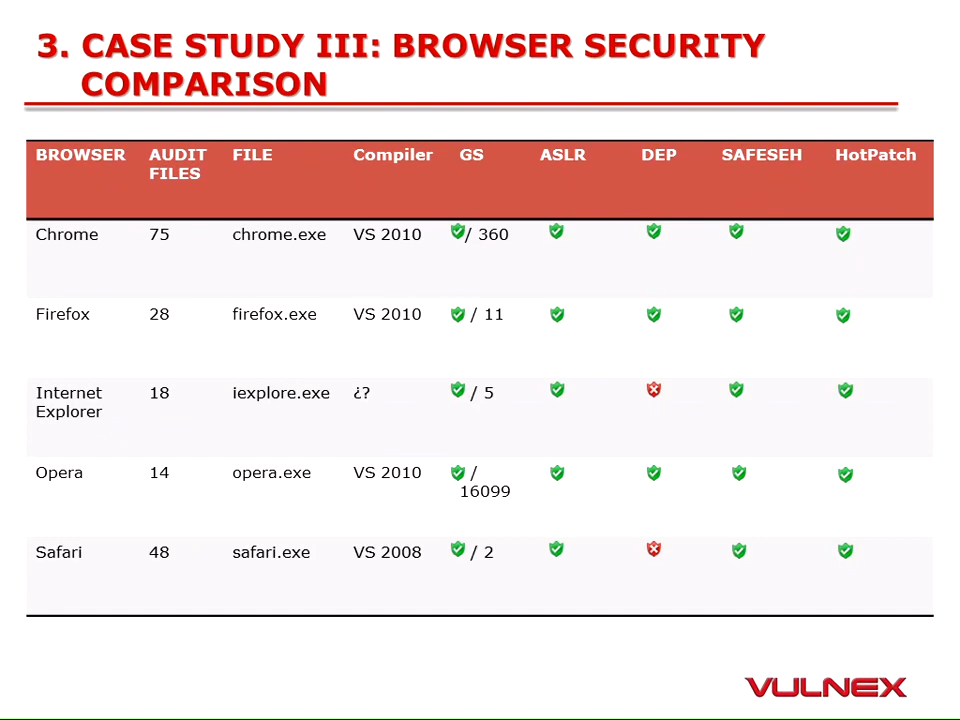 3. CASE STUDY III: BROWSER SECURITY
COMPARISON
BROWSER AUDIT FILES FILE Compiler GS ASLR DEP SAFESEH HotPatch
Chrome 75 chrome.exe VS 2010 / 360
Firefox 28 firefox.exe VS 2010 / 11
Internet Explorer 18 iexplore.exe ¿? / 5
Opera 14 opera.exe VS 2010 / 16099
Safari 48 safari.exe VS 2008 / 2
VULNEX